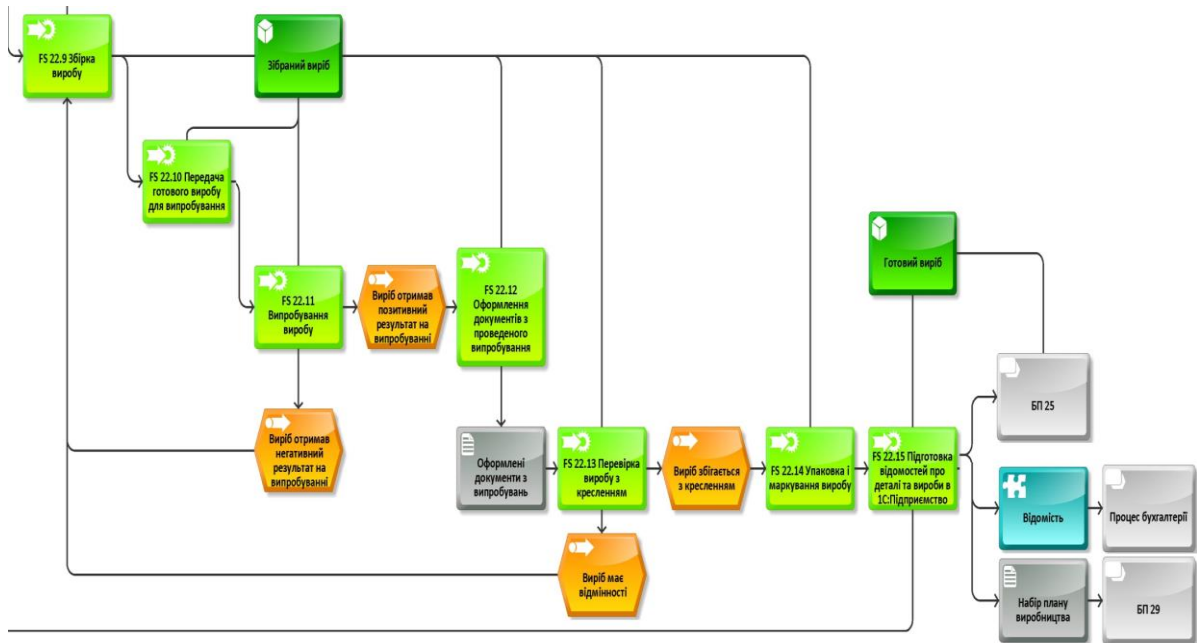 FS 22.9 Збірка
виробу
Зібраний виріб
FS 22.10 Передача
готового виробу
для випробування
FS 22.11
Випробування
виробу
Виріб отримав
позитивний
результат на
випробуванні
FS 22.12
Оформлення
документів з
проведеного
випробування
Готовий виріб
БП 25
Виріб отримав
негативний
результат на
випробуванні
Оформлені
документи з
випробувань
FS 22.13 Перевірка
виробу з
кресленням
Виріб збігається
з кресленням
FS 22.14 Упаковка і
маркування виробу
FS 22.15 Підготовка
відомостей про
деталі та вироби в
1С:Підприємство
Відомість
Процес бухгалтерії
Виріб має
відмінності
Набір плану
виробництва
БП 29